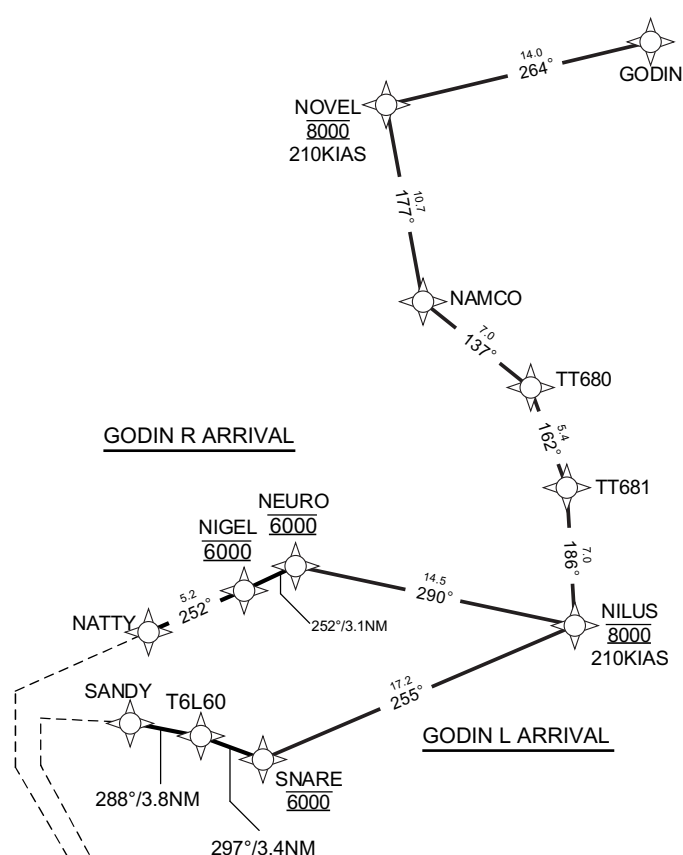 14.0
264°
GODIN
NOVEL
8000
210KIAS
10.7
177°
NAMCO
7.0
137°
TT680
5.4
162°
GODIN R ARRIVAL
TT681
NEURO
6000
NIGEL
6000
7.0
186°
14.5
290°
5.2
252°
NATTY
252°/3.1NM
NILUS
8000
210KIAS
17.2
255°
SANDY
T6L60
GODIN L ARRIVAL
SNARE
6000
288°/3.8NM
297°/3.4NM